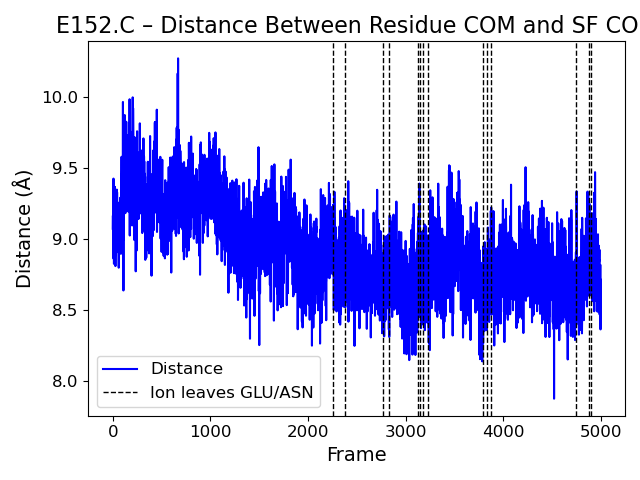 E152.C – Distance Between Residue COM and SF CO
Distance (Å)
10.0
9.5
9.0
8.5
8.0
Distance
Ion leaves GLU/ASN
0 1000 2000 3000 4000 5000
Frame